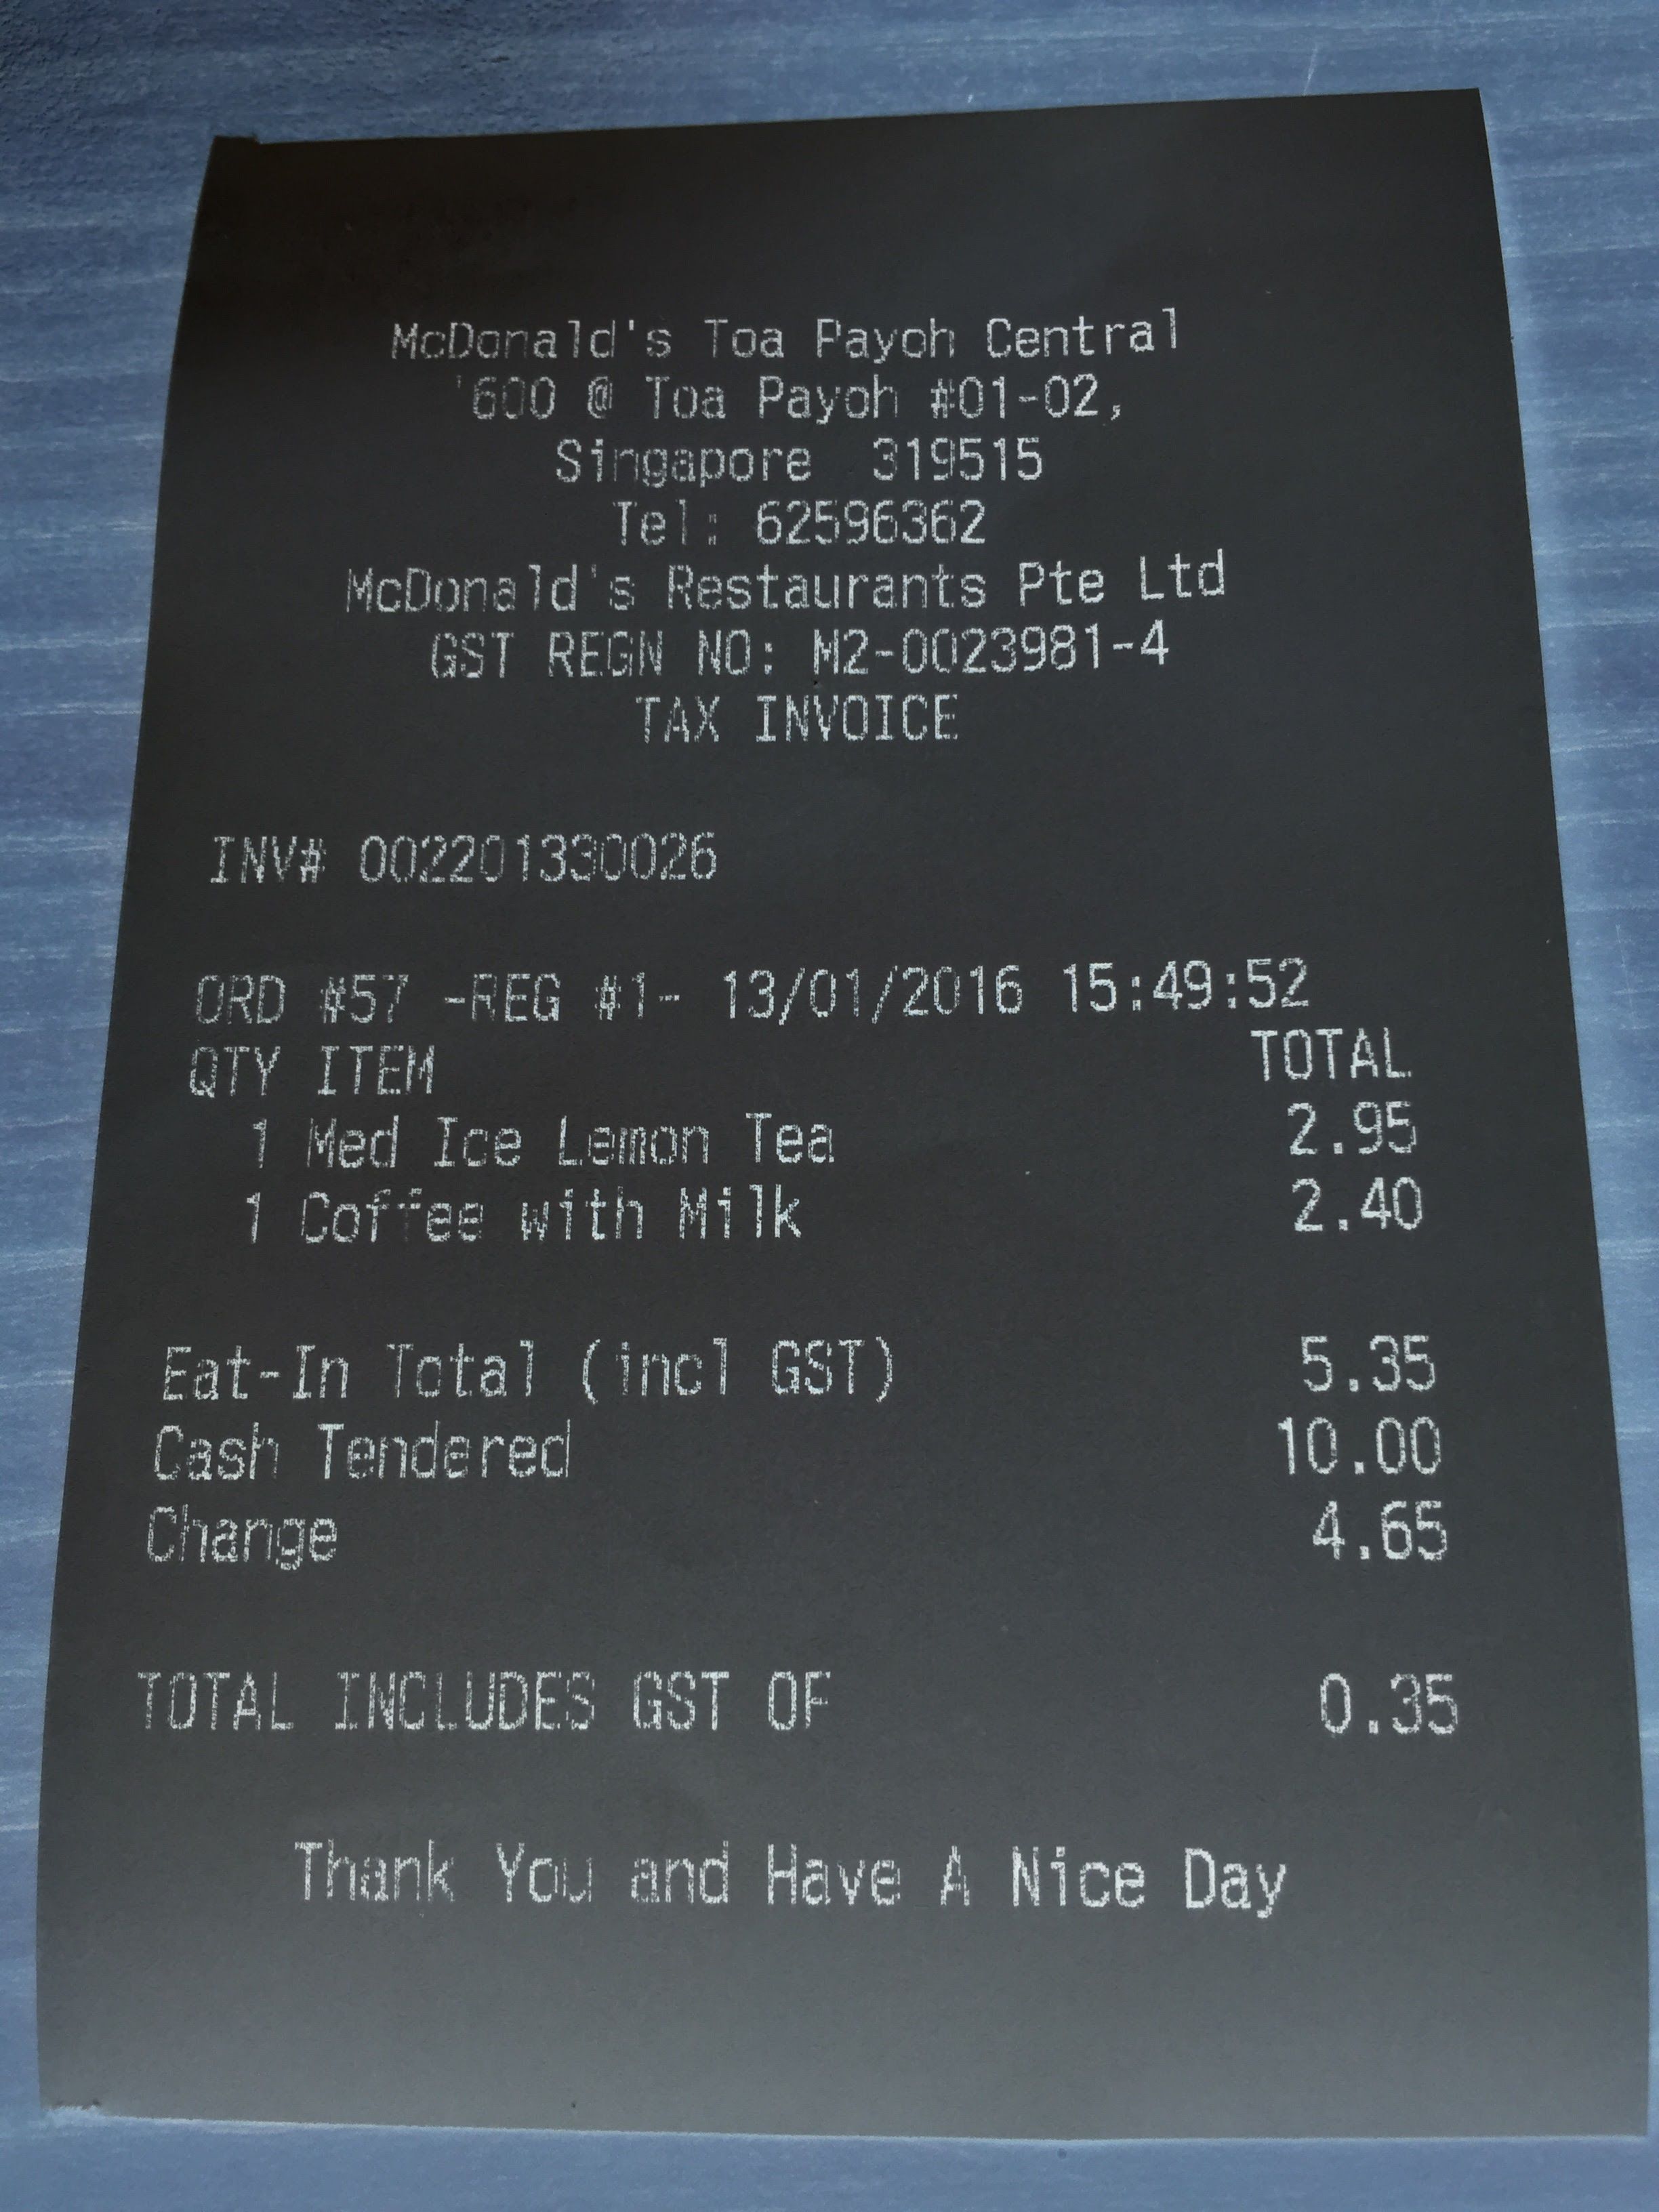 McDonald's Toa Payoh Central
'600 @ Toa Payoh #01-02,
Singapore 319515
Tel: 62596362
McDonald's Restaurants Pte Ltd
GST REGN NO: M2-0023981-4
TAX INVOICE
INV# 002201330026
ORD #57 -REG #1- 13/01/2016 15:49:52
QTY ITEM TOTAL
1 Med Ice Lemon Tea 2.95
1 Coffee with Milk 2.40
Eat-In Total (incl GST) 5.35
Cash Tendered 10.00
Change 4.65
TOTAL INCLUDES GST OF 0.35
Thank You and Have A Nice Day